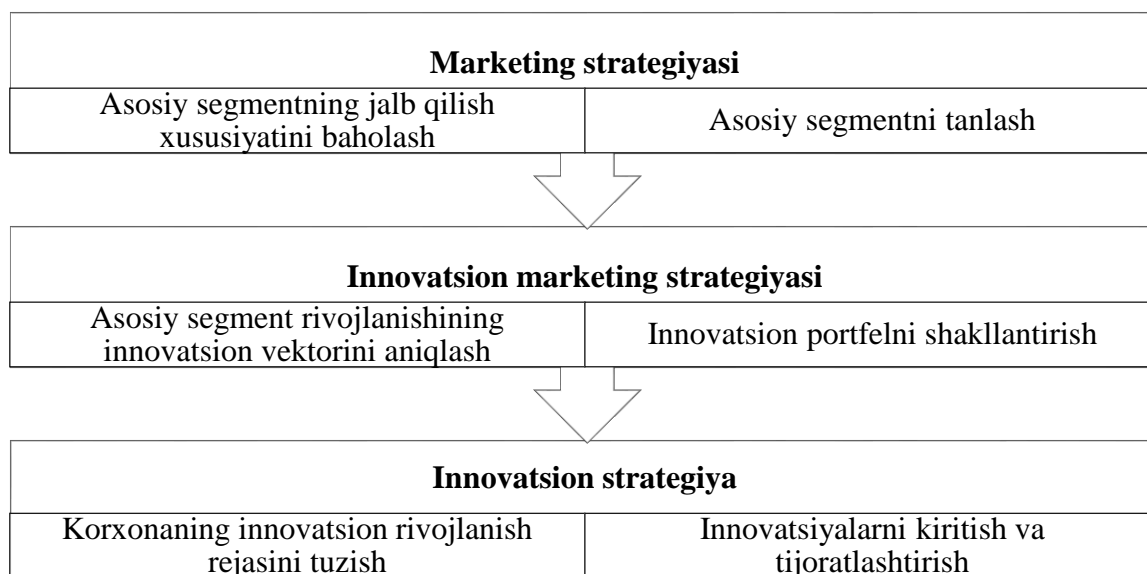 Marketing strategiyasi
Asosiy segmentning jalb qilish
xususiyatini baholash
Asosiy segmentni tanlash
Innovatsion marketing strategiyasi
Asosiy segment rivojlanishining
innovatsion vektorini aniqlash
Innovatsion portfelni shakllantirish
Innovatsion strategiya
Korxonaning innovatsion rivojlanish
rejasini tuzish
Innovatsiyalarni kiritish va
tijoratlashtirish